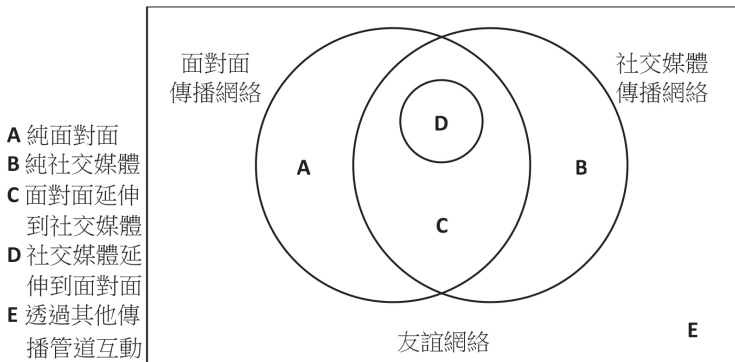 面對面
傳播網絡
社交媒體
傳播網絡
A 純面對面
B 純社交媒體
C 面對面延伸
到社交媒體
D 社交媒體延
伸到面對面
E 透過其他傳
播管道互動
D
A
B
C
E
友誼網絡